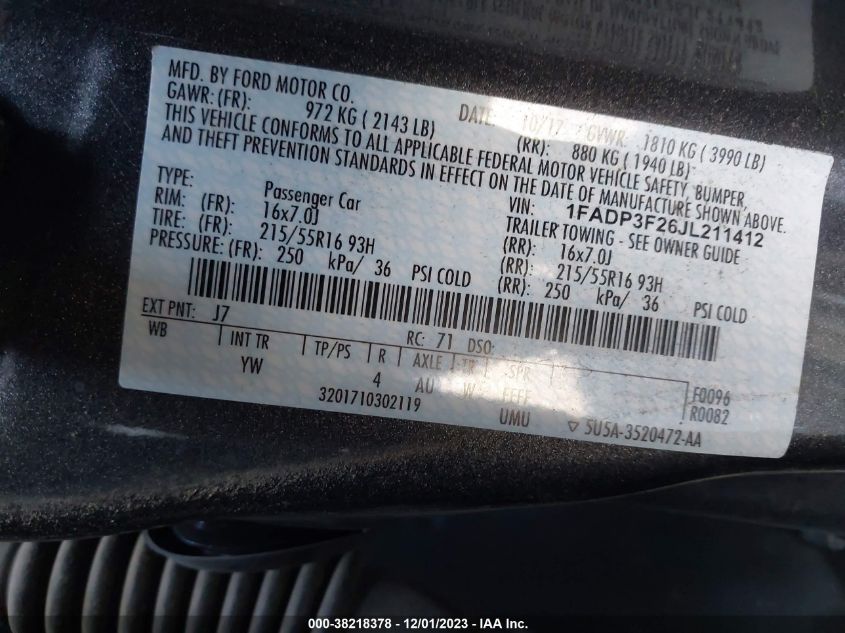 MFD. BY FORD MOTOR CO. DATE: 10/17 GVWR: 1810 KG ( 3990 LB)
GAWR: (FR): 972 KG ( 2143 LB) (RR): 880 KG ( 1940 LB)
THIS VEHICLE CONFORMS TO ALL APPLICABLE FEDERAL MOTOR VEHICLE SAFETY, BUMPER,
AND THEFT PREVENTION STANDARDS IN EFFECT ON THE DATE OF MANUFACTURE SHOWN ABOVE.
VIN: 1FADP3F26JL211412
TYPE: Passenger Car TRAILER TOWING - SEE OWNER GUIDE
RIM: (FR): 16x7.0J (RR): 16x7.0J
TIRE: (FR): 215/55R16 93H (RR): 215/55R16 93H
PRESSURE: (FR): 250 kPa/ 36 PSI COLD (RR): 250 kPa/ 36 PSI COLD
EXT PNT: J7 RC: 71 DSO:
WB INT TR TP/PS R AXLE TR SPR
YW 4 AU W FFFF F0096
3201710302119 UMU R0082
5U5A-3520472-AA
000-38218378 - 12/01/2023 - IAA Inc.